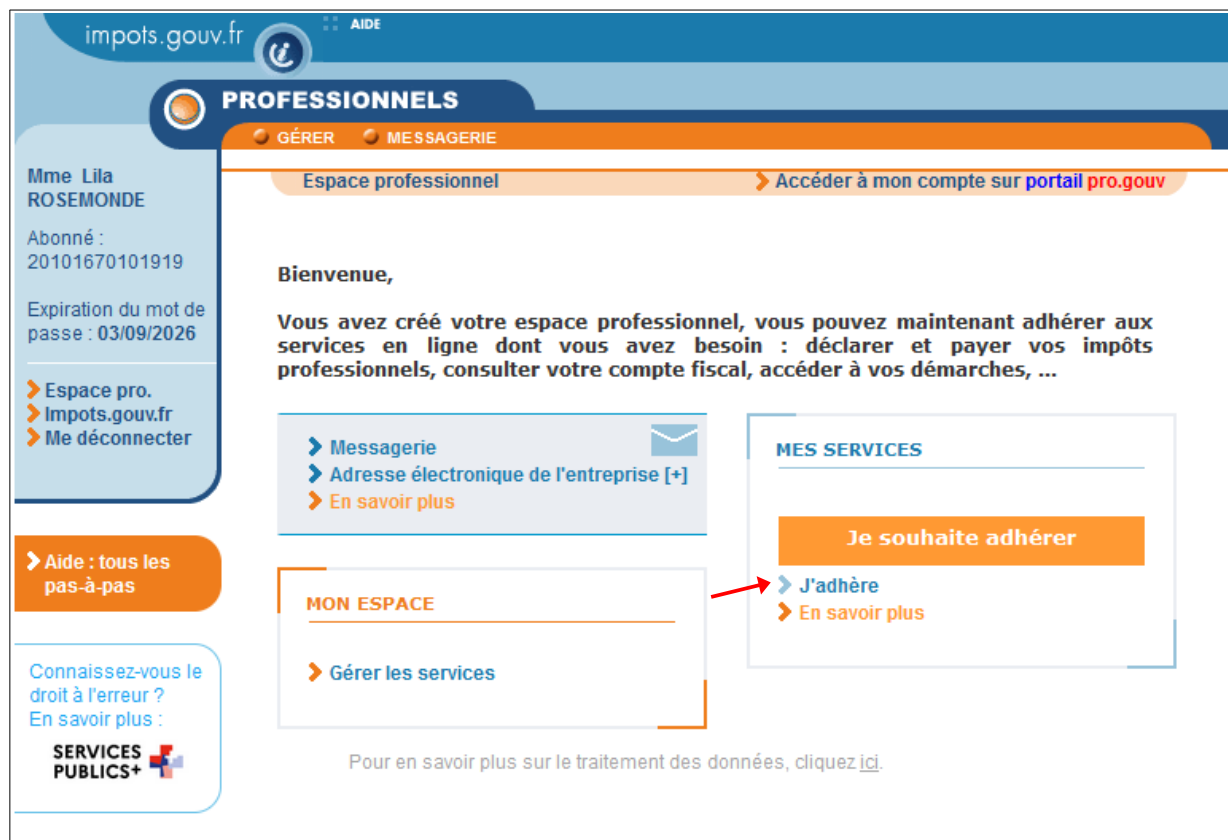 impots.gouv.fr
AIDE
PROFESSIONNELS
GÉRER MESSAGERIE
Mme Lila
ROSEMONDE
Abonné :
20101670101919
Expiration du mot de
passe : 03/09/2026
Espace pro.
Impots.gouv.fr
Me déconnecter
Aide : tous les
pas-à-pas
Connaissez-vous le
droit à l'erreur ?
En savoir plus :
SERVICES
PUBLICS+
Espace professionnel Accéder à mon compte sur portail pro.gouv
Bienvenue,
Vous avez créé votre espace professionnel, vous pouvez maintenant adhérer aux
services en ligne dont vous avez besoin : déclarer et payer vos impôts
professionnels, consulter votre compte fiscal, accéder à vos démarches, ...
Messagerie
Adresse électronique de l'entreprise [+]
En savoir plus
MON ESPACE
Gérer les services
MES SERVICES
Je souhaite adhérer
J'adhère
En savoir plus
Pour en savoir plus sur le traitement des données, cliquez ici.